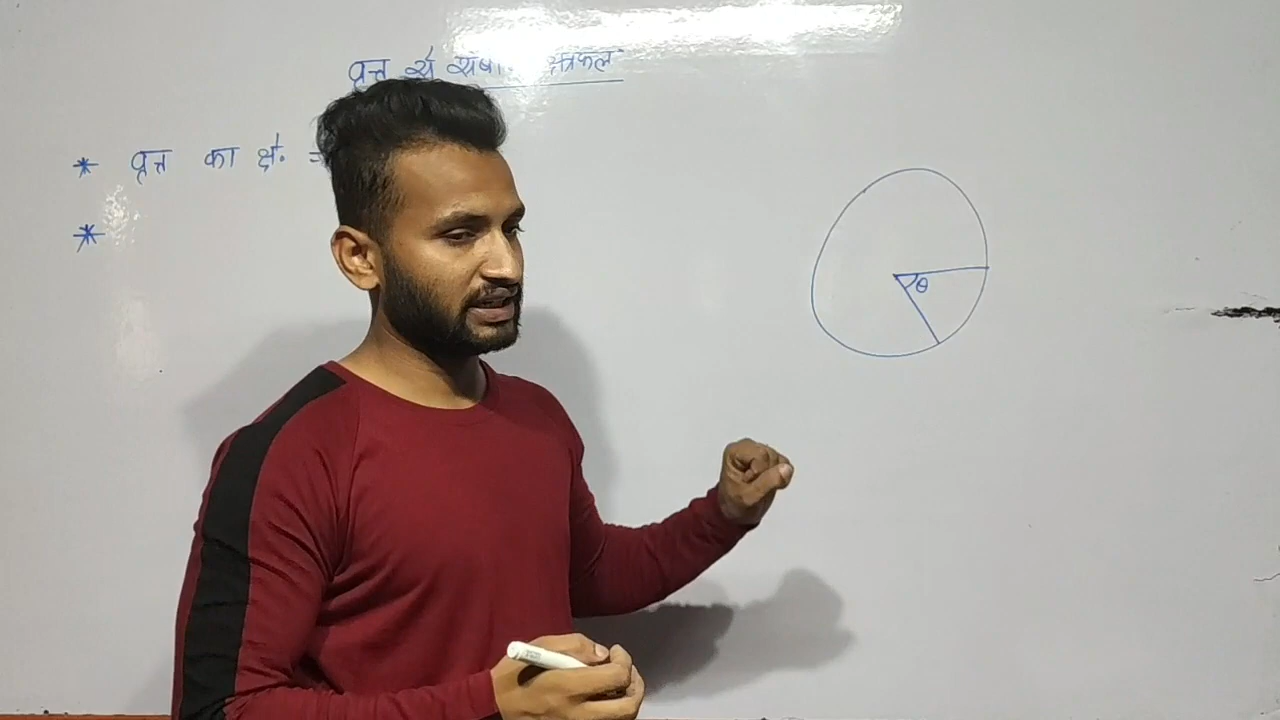 वृत्त से क्षेत्रफल
* वृत्त का क्षे. =
*
θ